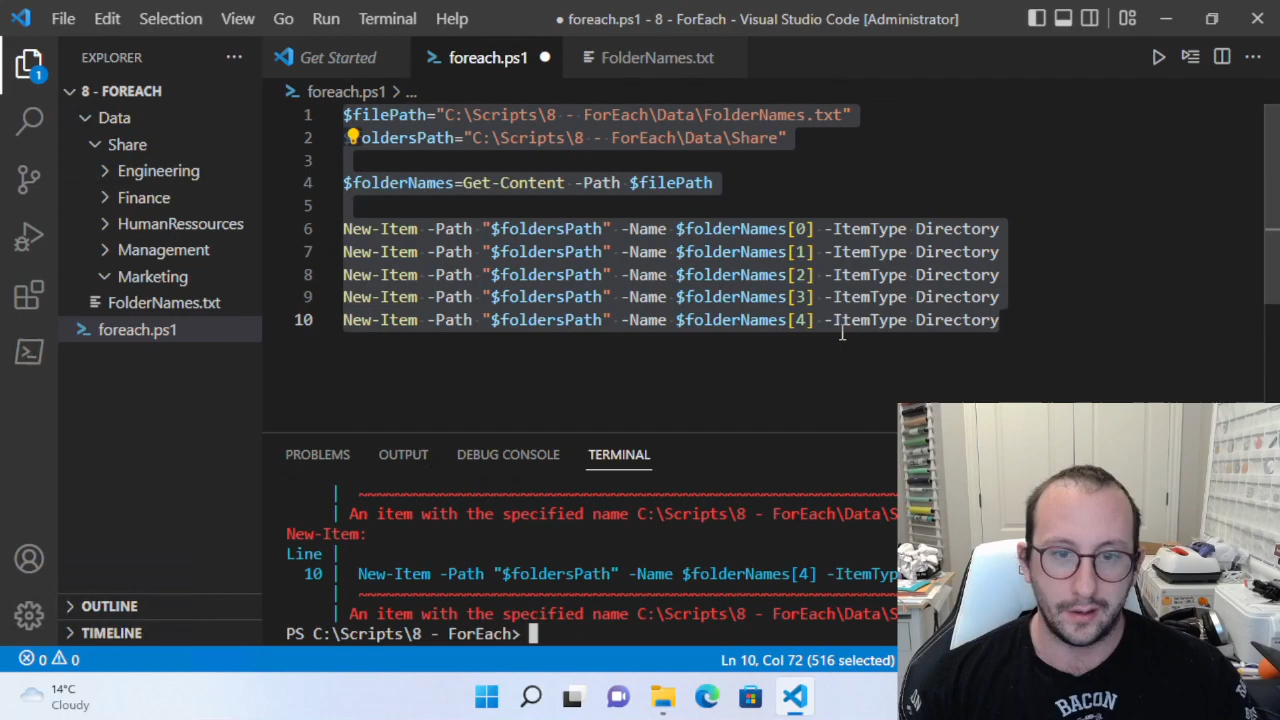 File Edit Selection View Go Run Terminal Help
● foreach.ps1 - 8 - ForEach - Visual Studio Code [Administrator]
EXPLORER
Get Started
foreach.ps1
FolderNames.txt
1
8 - FOREACH
Data
Share
Engineering
Finance
HumanRessources
Management
Marketing
FolderNames.txt
foreach.ps1
OUTLINE
TIMELINE
foreach.ps1 > ...
1 $filePath="C:\Scripts\8 - ForEach\Data\FolderNames.txt"
2 oldersPath="C:\Scripts\8 - ForEach\Data\Share"
3
4 $folderNames=Get-Content -Path $filePath
5
6 New-Item -Path "$foldersPath" -Name $folderNames[0] -ItemType Directory
7 New-Item -Path "$foldersPath" -Name $folderNames[1] -ItemType Directory
8 New-Item -Path "$foldersPath" -Name $folderNames[2] -ItemType Directory
9 New-Item -Path "$foldersPath" -Name $folderNames[3] -ItemType Directory
10 New-Item -Path "$foldersPath" -Name $folderNames[4] -ItemType Directory
PROBLEMS OUTPUT DEBUG CONSOLE TERMINAL
| ~~~~~~~~~~~~~~~~~~~~~~~~~~~~~~~~~~~~~~~~~~~~~~~~~~~~~~~~~~~
| An item with the specified name C:\Scripts\8 - ForEach\Data\S
New-Item:
Line |
10 | New-Item -Path "$foldersPath" -Name $folderNames[4] -ItemTyp
| ~~~~~~~~~~~~~~~~~~~~~~~~~~~~~~~~~~~~~~~~~~~~~~~~~~~~~~~~~~~
| An item with the specified name C:\Scripts\8 - ForEach\Data\S
PS C:\Scripts\8 - ForEach>
0 0
Ln 10, Col 72 (516 selected)
14°C
Cloudy
BACON